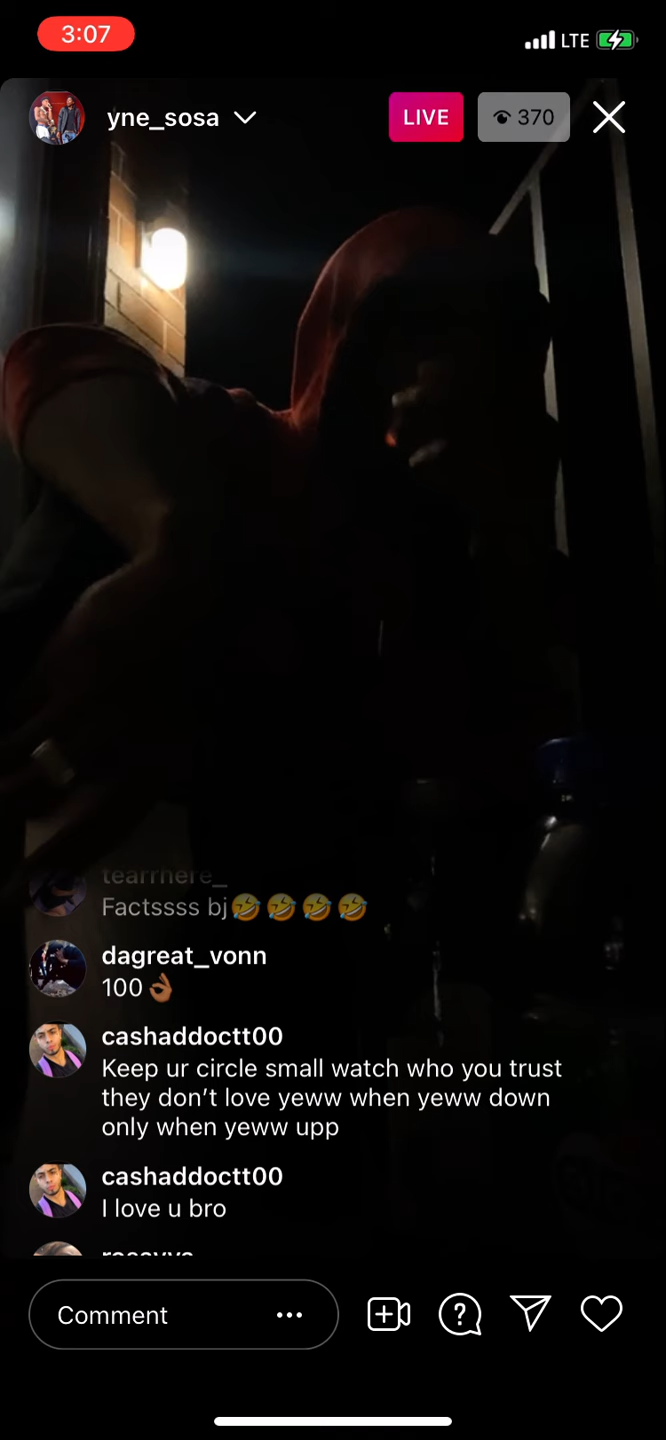 3:07
LTE
yne_sosa
LIVE
370
tearrhere_
Factssss bj🤣🤣🤣🤣
dagreat_vonn
100👌🏾
cashaddoctt00
Keep ur circle small watch who you trust
they don’t love yeww when yeww down
only when yeww upp
cashaddoctt00
I love u bro
Comment